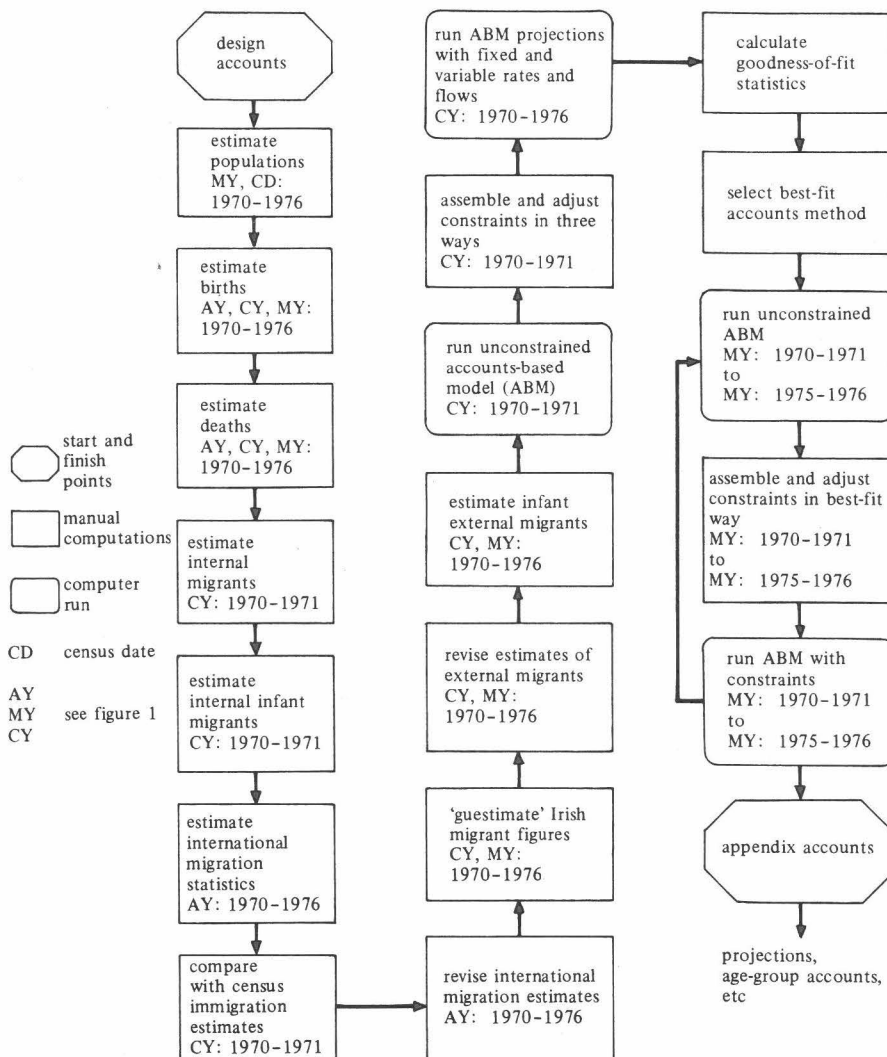 design
accounts
estimate
populations
MY, CD:
1970-1976
estimate
births
AY, CY, MY:
1970-1976
estimate
deaths
AY, CY, MY:
1970-1976
estimate
internal
migrants
CY: 1970-1971
estimate
internal infant
migrants
CY: 1970-1971
estimate
international
migration
statistics
AY: 1970-1976
compare
with census
immigration
estimates
CY: 1970-1971
start and
finish
points
manual
computations
computer
run
CD census date
AY
MY see figure 1
CY
run ABM projections
with fixed and
variable rates and
flows
CY: 1970-1976
assemble and adjust
constraints in three
ways
CY: 1970-1971
run unconstrained
accounts-based
model (ABM)
CY: 1970-1971
estimate infant
external migrants
CY, MY:
1970-1976
revise estimates of
external migrants
CY, MY:
1970-1976
'guestimate' Irish
migrant figures
CY, MY:
1970-1976
revise international
migration estimates
AY: 1970-1976
calculate
goodness-of-fit
statistics
select best-fit
accounts method
run unconstrained
ABM
MY: 1970-1971
to
MY: 1975-1976
assemble and adjust
constraints in best-fit
way
MY: 1970-1971
to
MY: 1975-1976
run ABM with
constraints
MY: 1970-1971
to
MY: 1975-1976
appendix accounts
projections,
age-group accounts,
etc